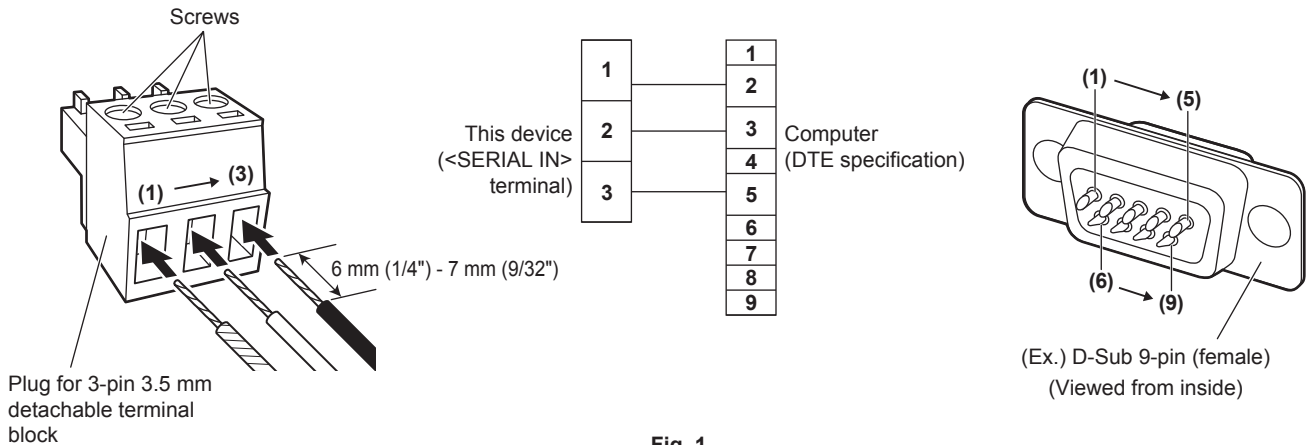 Screws
(1) (3)
6 mm (1/4") - 7 mm (9/32")
Plug for 3-pin 3.5 mm
detachable terminal
block
This device
(<SERIAL IN>
terminal)
1
2
3
1
2
3
4
5
6
7
8
9
Computer
(DTE specification)
(1)
(5)
(6)
(9)
(Ex.) D-Sub 9-pin (female)
(Viewed from inside)
Fig. 1